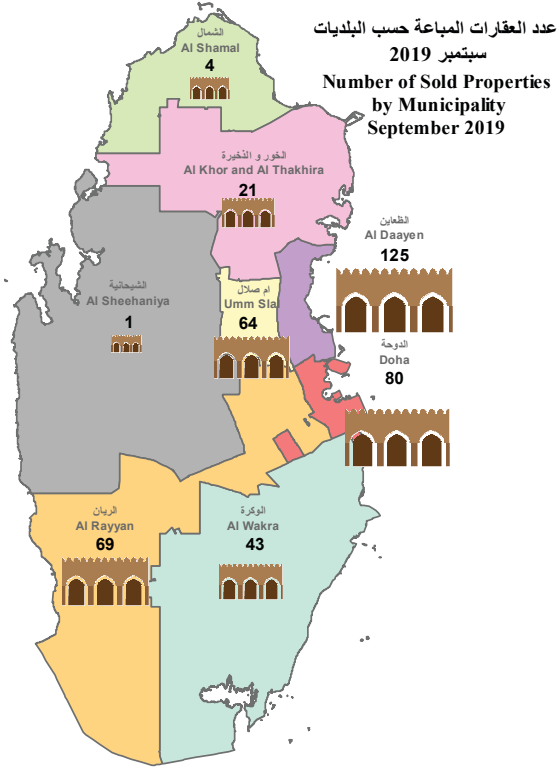 عدد العقارات المباعة حسب البلديات
سبتمبر 2019
Number of Sold Properties
by Municipality
September 2019
الشمال
Al Shamal
4
الخور و الذخيرة
Al Khor and Al Thakhira
21
الظعاين
Al Daayen
125
الشيحانية
Al Sheehaniya
1
ام صلال
Umm Slal
64
الدوحة
Doha
80
الريان
Al Rayyan
69
الوكرة
Al Wakra
43